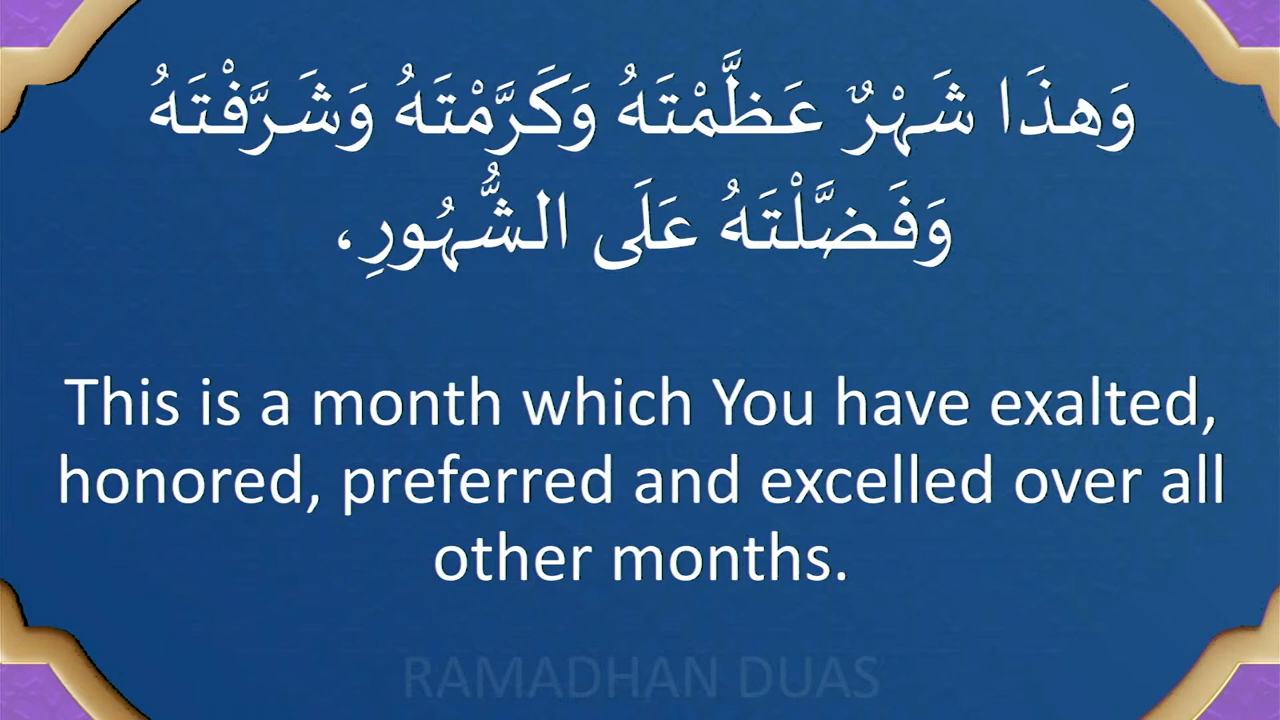 وَهذَا شَهْرٌ عَظَّمْتَهُ وَكَرَّمْتَهُ وَشَرَّفْتَهُ
وَفَضَّلْتَهُ عَلَى الشُّهُورِ،
This is a month which You have exalted,
honored, preferred and excelled over all
other months.
RAMADHAN DUAS